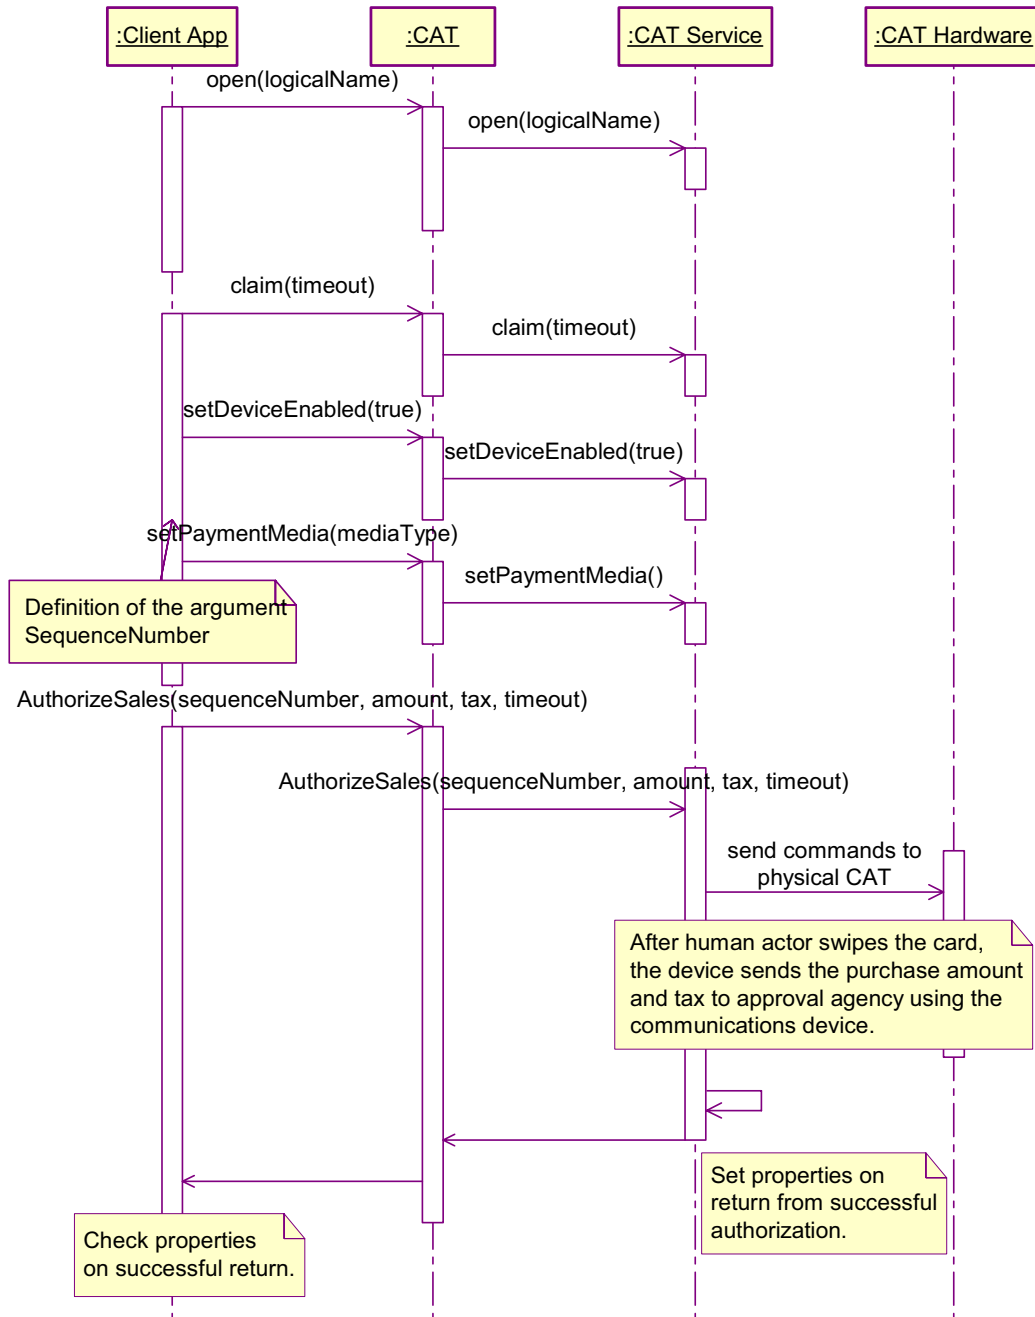 :Client App
:CAT
:CAT Service
:CAT Hardware
open(logicalName)
open(logicalName)
claim(timeout)
claim(timeout)
setDeviceEnabled(true)
setDeviceEnabled(true)
setPaymentMedia(mediaType)
setPaymentMedia()
Definition of the argument
SequenceNumber
AuthorizeSales(sequenceNumber, amount, tax, timeout)
AuthorizeSales(sequenceNumber, amount, tax, timeout)
send commands to
physical CAT
After human actor swipes the card,
the device sends the purchase amount
and tax to approval agency using the
communications device.
Set properties on
return from successful
authorization.
Check properties
on successful return.